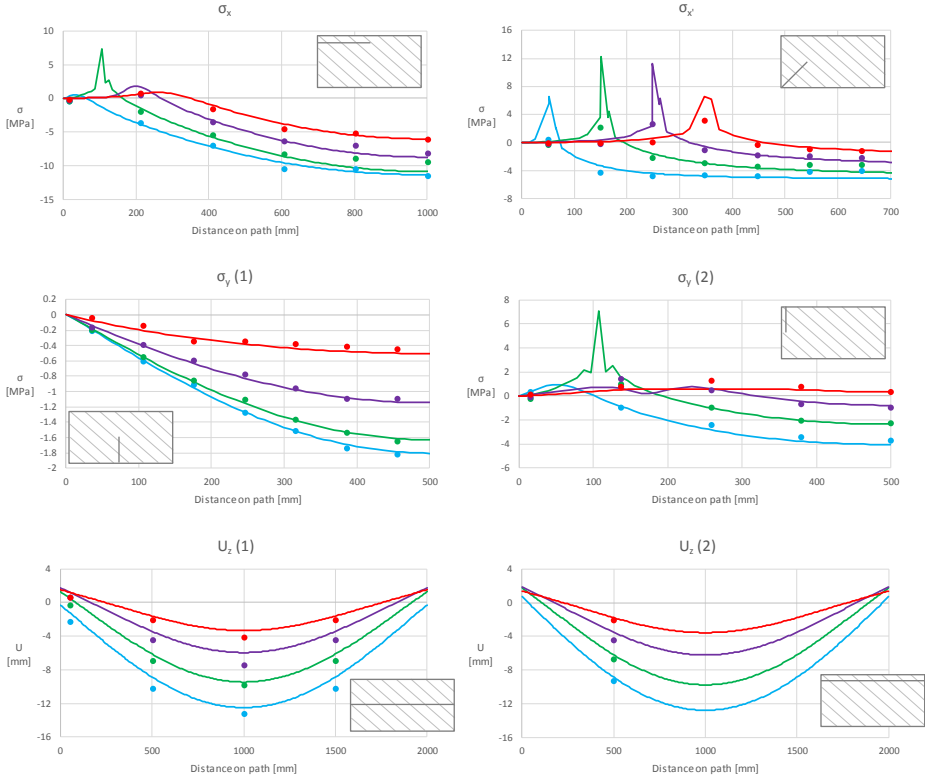 σx
10
5
0
-5
-10
-15
σ
[MPa]
0 200 400 600 800 1000
Distance on path [mm]
σx'
16
12
8
4
0
-4
-8
σ
[MPa]
0 100 200 300 400 500 600 700
Distance on path [mm]
σy (1)
0.2
0
-0.2
-0.4
-0.6
-0.8
-1
-1.2
-1.4
-1.6
-1.8
-2
σ
[MPa]
0 100 200 300 400 500
Distance on path [mm]
σy (2)
8
6
4
2
0
-2
-4
-6
σ
[MPa]
0 100 200 300 400 500
Distance on path [mm]
Uz (1)
4
0
-4
-8
-12
-16
U
[mm]
0 500 1000 1500 2000
Distance on path [mm]
Uz (2)
4
0
-4
-8
-12
-16
U
[mm]
0 500 1000 1500 2000
Distance on path [mm]